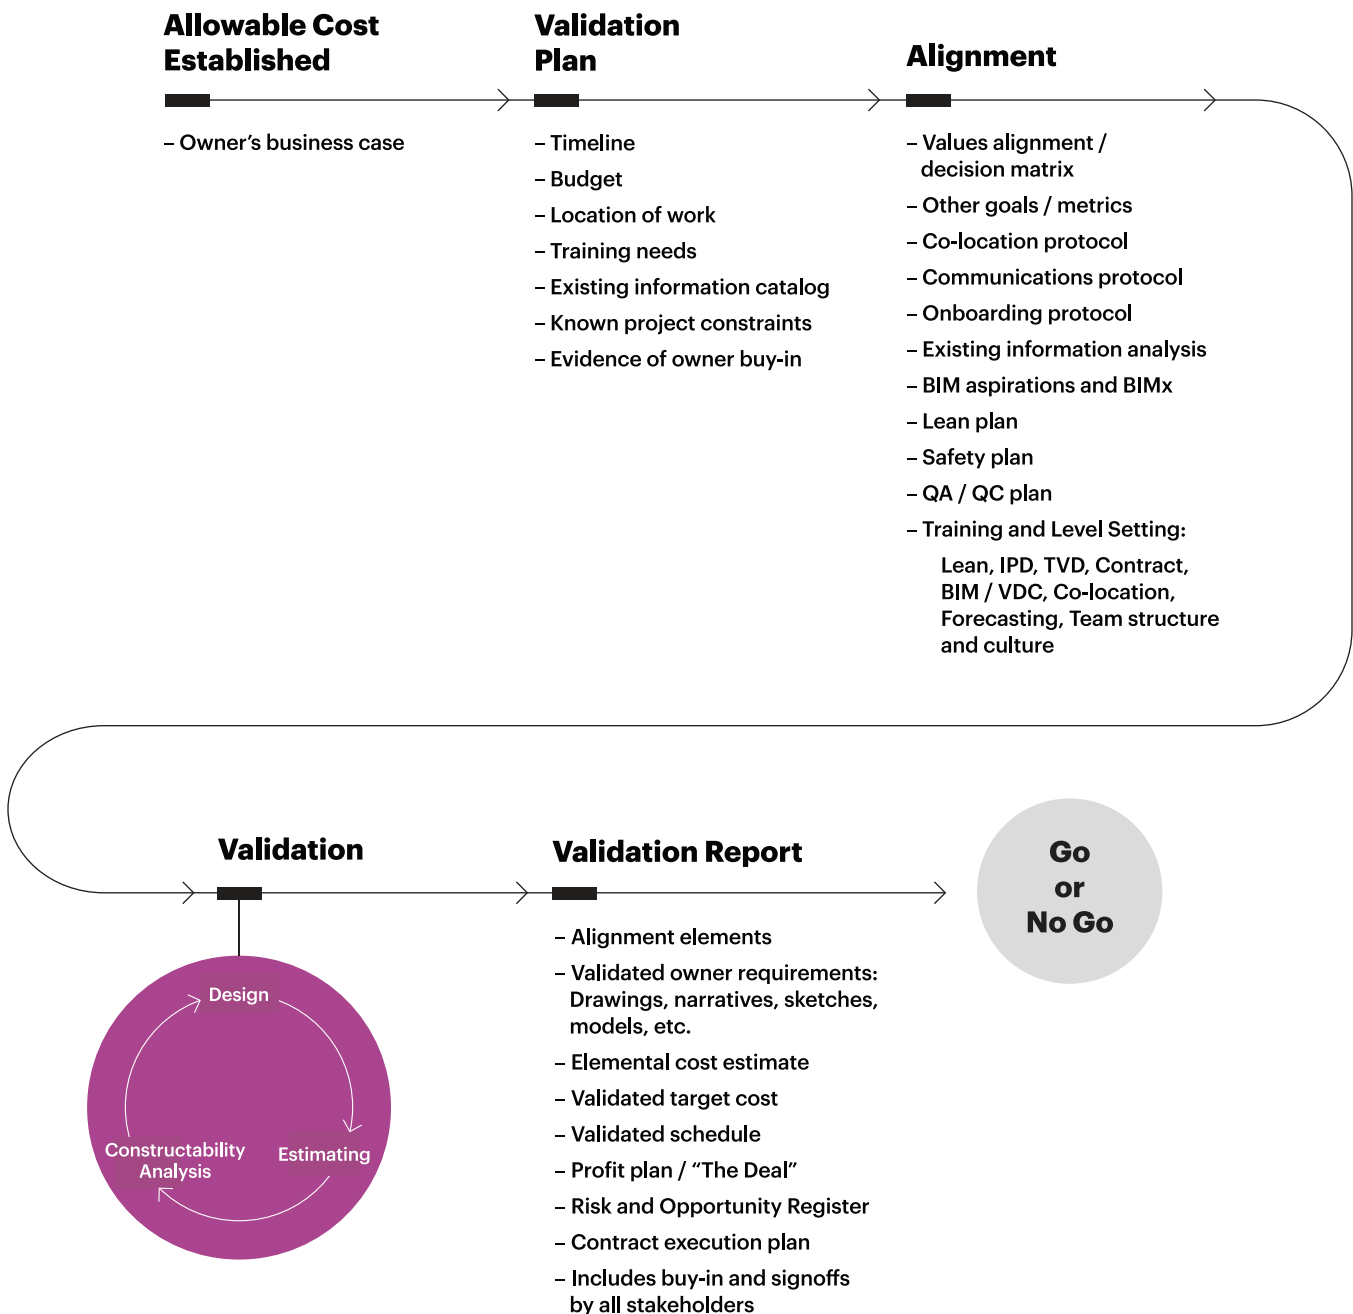 Allowable Cost
Established
– Owner’s business case
Validation
Plan
– Timeline
– Budget
– Location of work
– Training needs
– Existing information catalog
– Known project constraints
– Evidence of owner buy-in
Alignment
– Values alignment /
decision matrix
– Other goals / metrics
– Co-location protocol
– Communications protocol
– Onboarding protocol
– Existing information analysis
– BIM aspirations and BIMx
– Lean plan
– Safety plan
– QA / QC plan
– Training and Level Setting:
Lean, IPD, TVD, Contract,
BIM / VDC, Co-location,
Forecasting, Team structure
and culture
Validation
Design
Estimating
Constructability
Analysis
Validation Report
– Alignment elements
– Validated owner requirements:
Drawings, narratives, sketches,
models, etc.
– Elemental cost estimate
– Validated target cost
– Validated schedule
– Profit plan / “The Deal”
– Risk and Opportunity Register
– Contract execution plan
– Includes buy-in and signoffs
by all stakeholders
Go
or
No Go